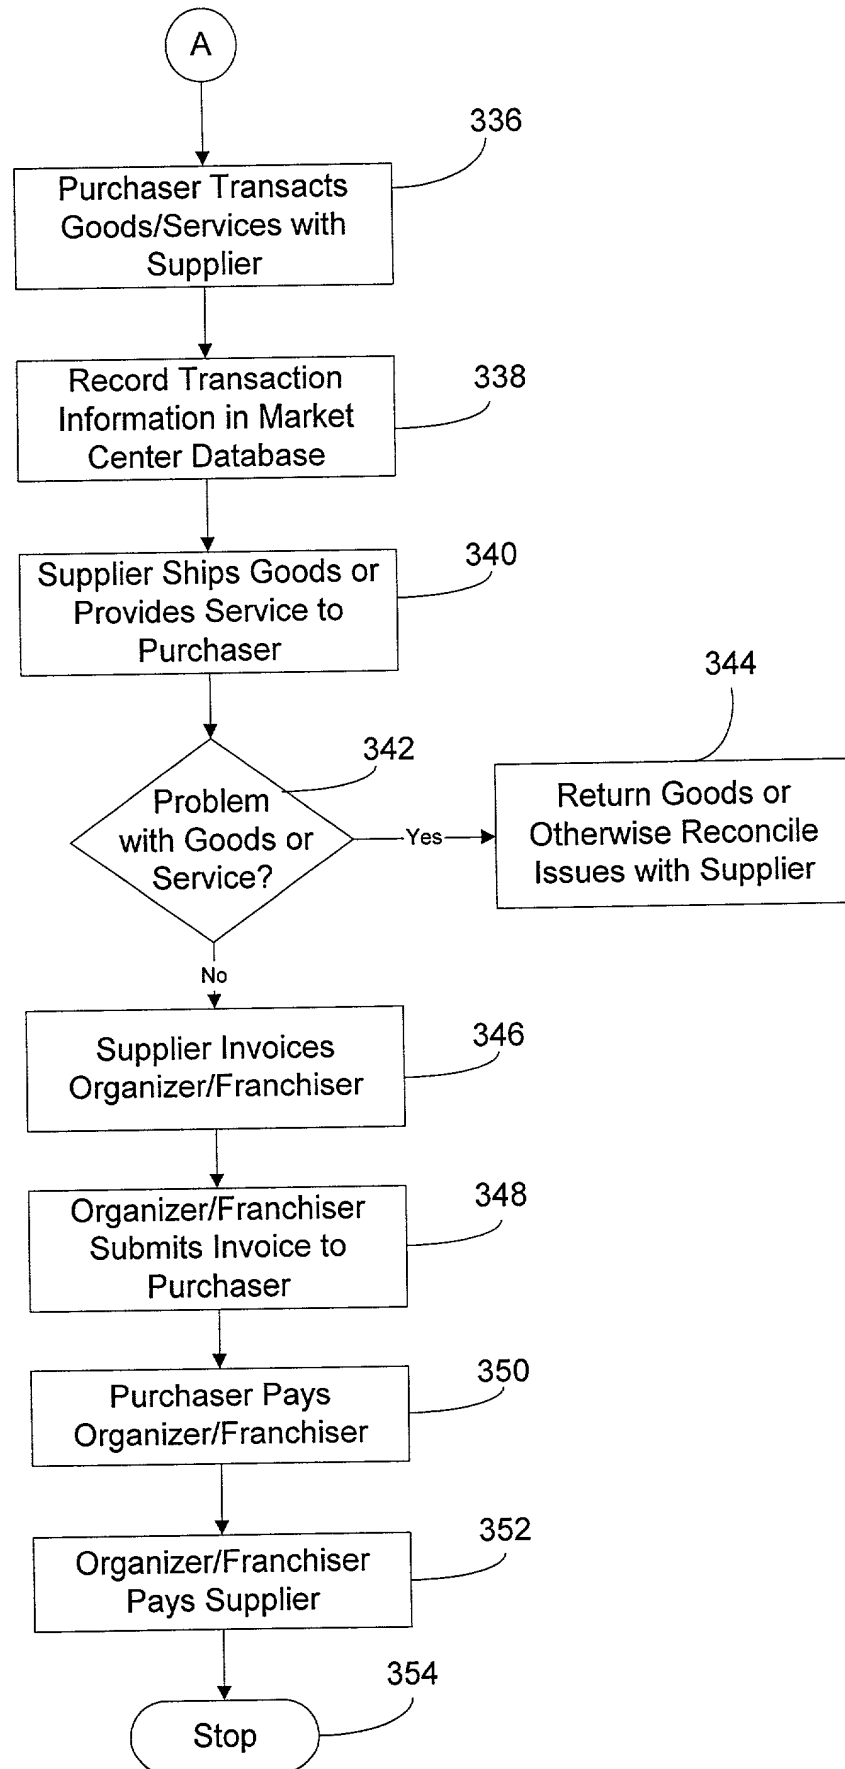 A
336
Purchaser Transacts
Goods/Services with
Supplier
338
Record Transaction
Information in Market
Center Database
340
Supplier Ships Goods or
Provides Service to
Purchaser
344
342
Problem
with Goods or
Service?
Yes
Return Goods or
Otherwise Reconcile
Issues with Supplier
No
346
Supplier Invoices
Organizer/Franchiser
348
Organizer/Franchiser
Submits Invoice to
Purchaser
350
Purchaser Pays
Organizer/Franchiser
352
Organizer/Franchiser
Pays Supplier
354
Stop